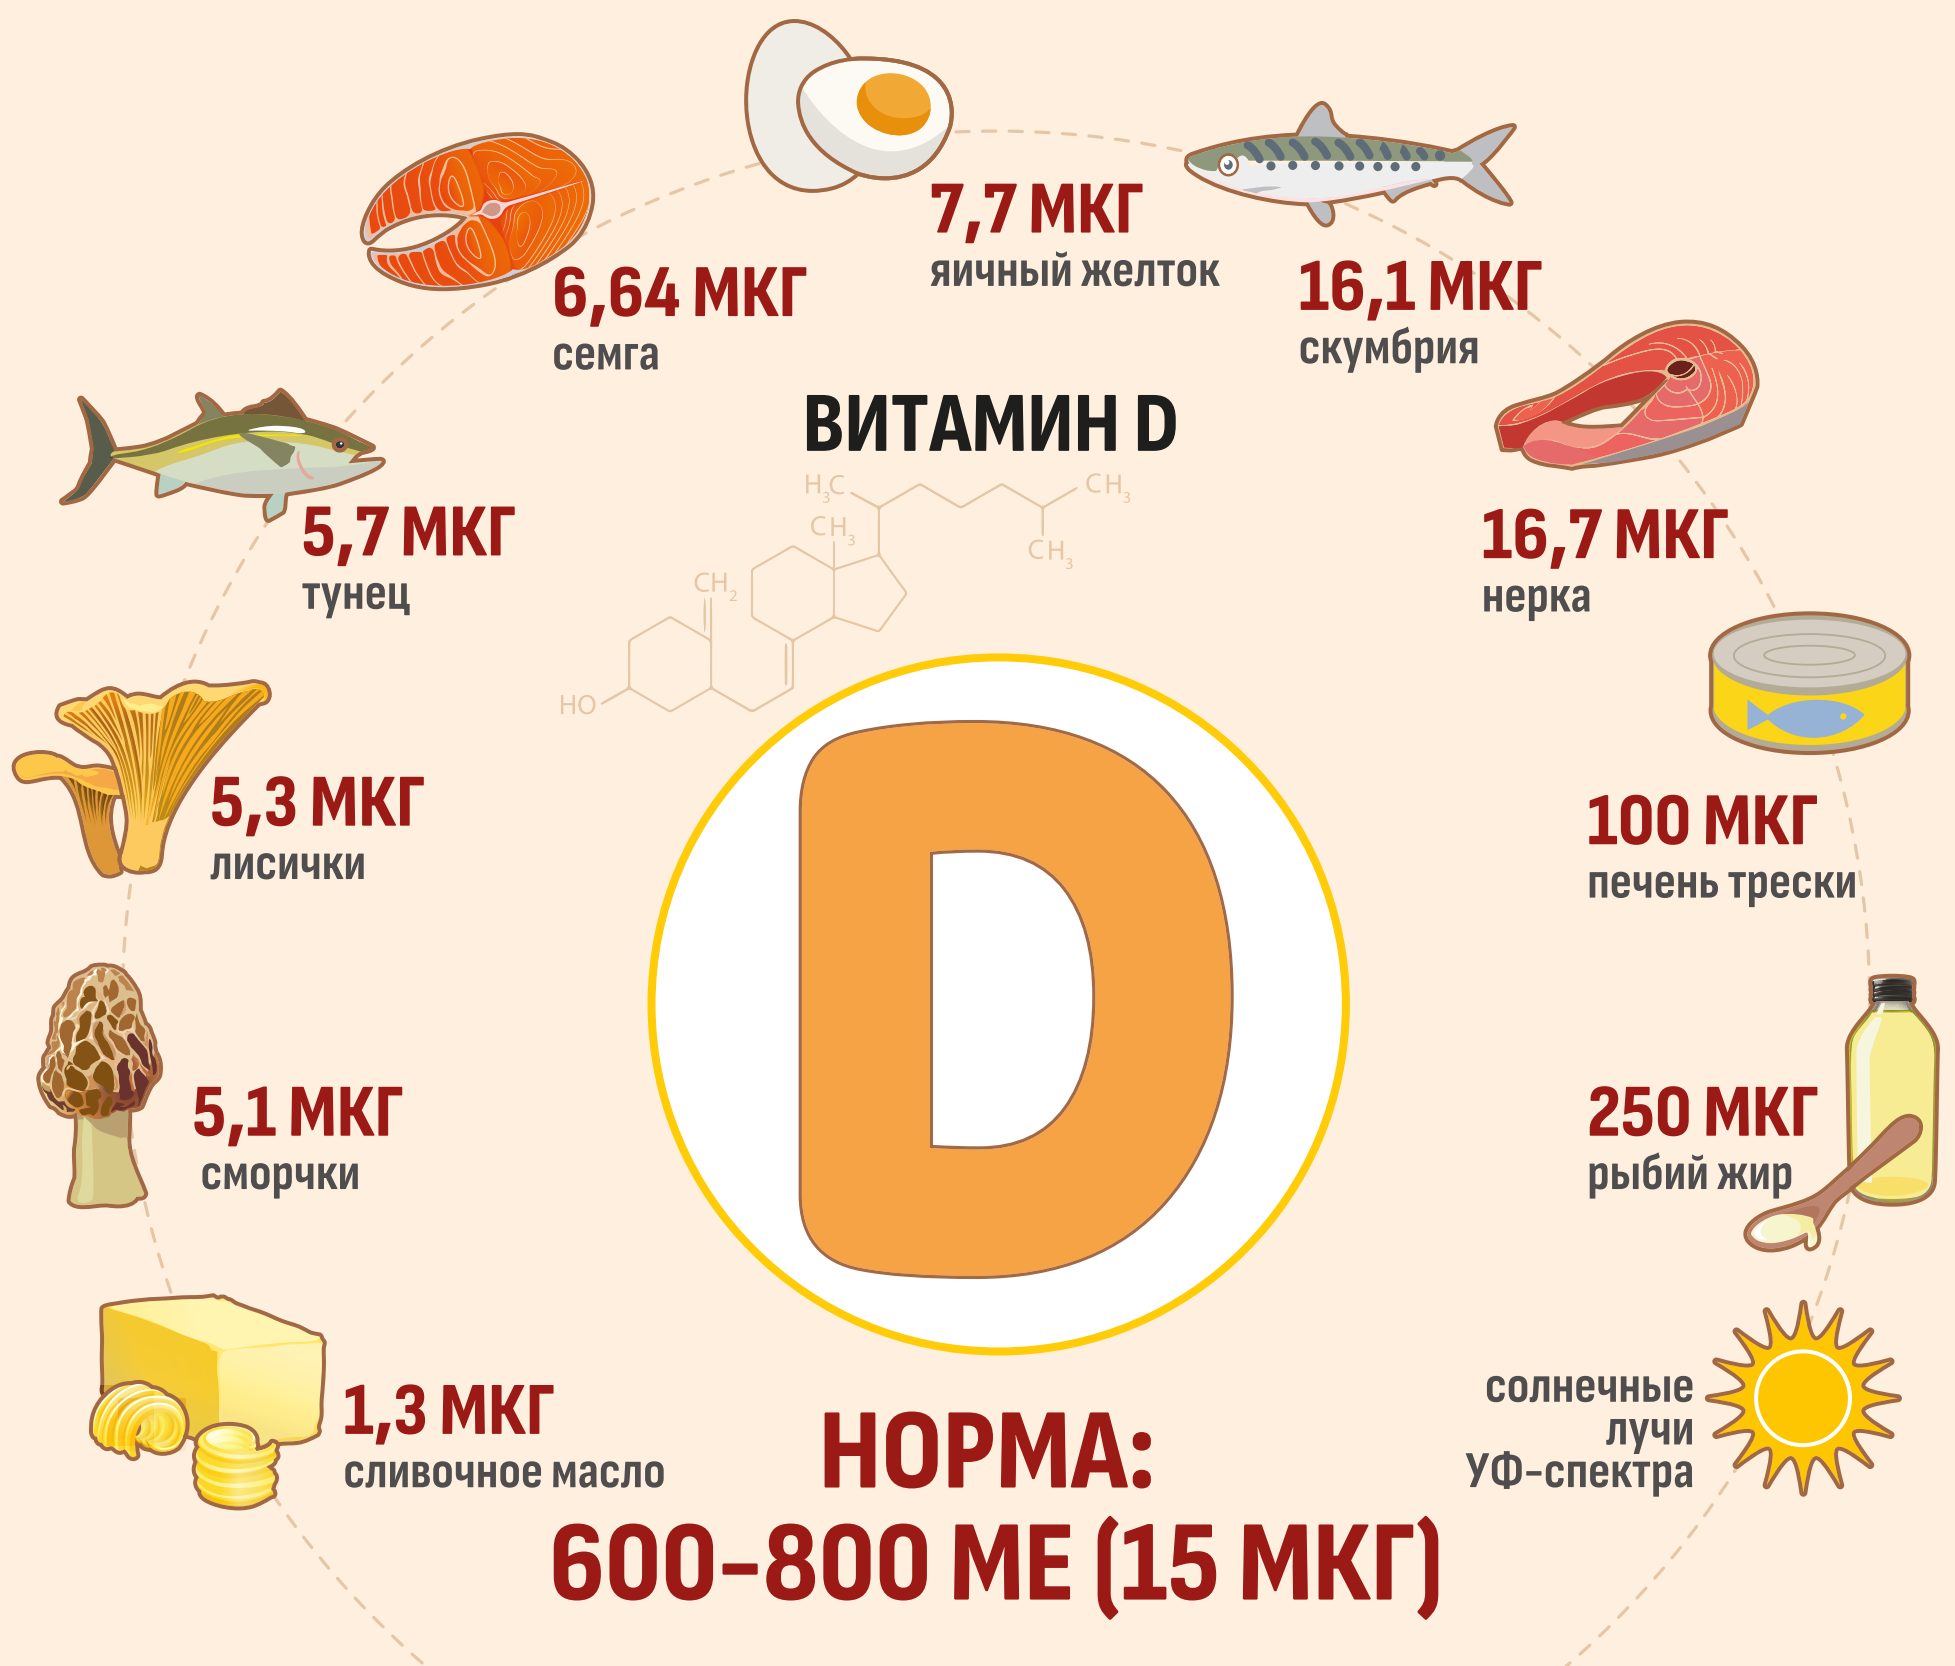 7,7 МКГ
яичный желток
6,64 МКГ
семга
16,1 МКГ
скумбрия
ВИТАМИН D
H3C
CH3
CH3
CH3
CH2
HO
5,7 МКГ
тунец
16,7 МКГ
нерка
5,3 МКГ
лисички
100 МКГ
печень трески
D
5,1 МКГ
сморчки
250 МКГ
рыбий жир
1,3 МКГ
сливочное масло
солнечные
лучи
УФ-спектра
НОРМА:
600-800 МЕ (15 МКГ)